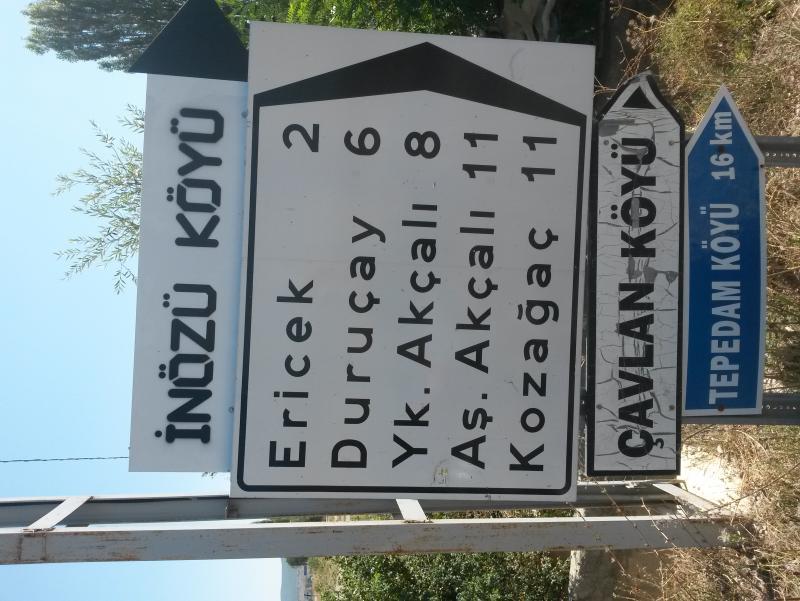 İNÖZÜ KÖYÜ
Ericek 2
Duruçay 6
Yk. Akçalı 8
Aş. Akçalı 11
Kozağaç 11
ÇAVLAN KÖYÜ
TEPEDAM KÖYÜ 16 km